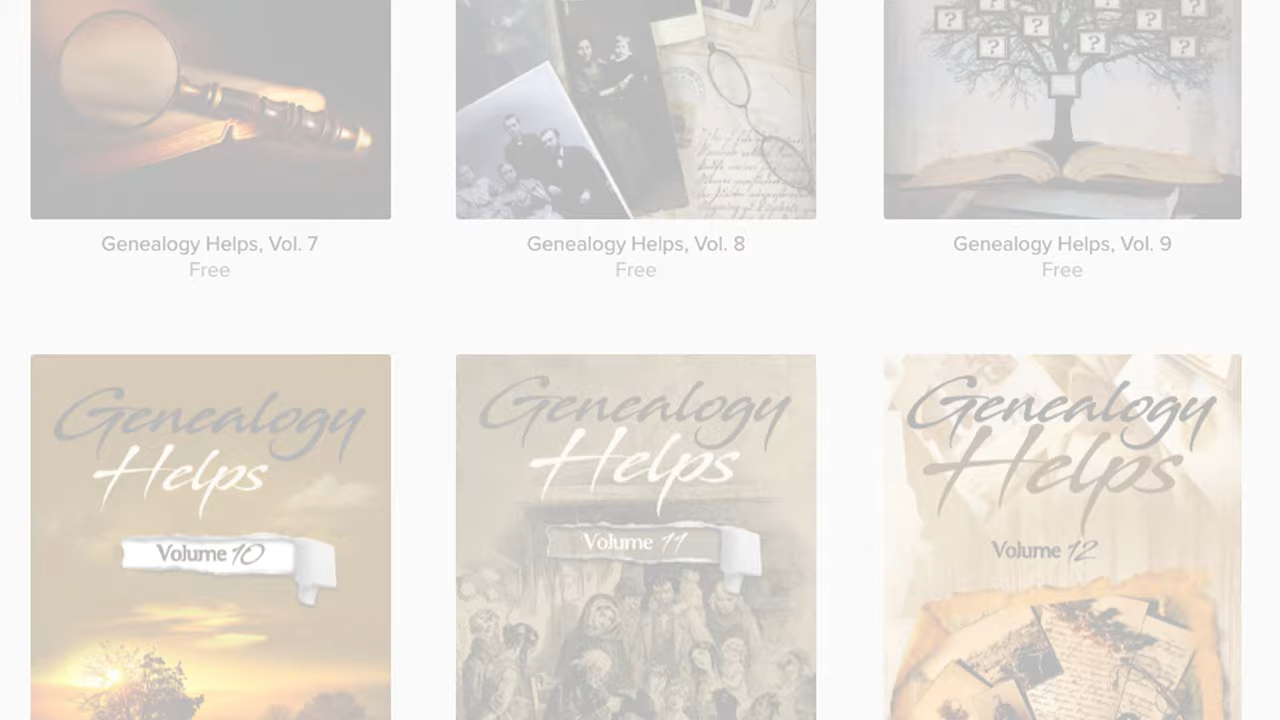 Genealogy Helps, Vol. 7
Free
Genealogy Helps, Vol. 8
Free
Genealogy Helps, Vol. 9
Free
Genealogy
Helps
Volume 10
Genealogy
Helps
Volume 11
Genealogy
Helps
Volume 12